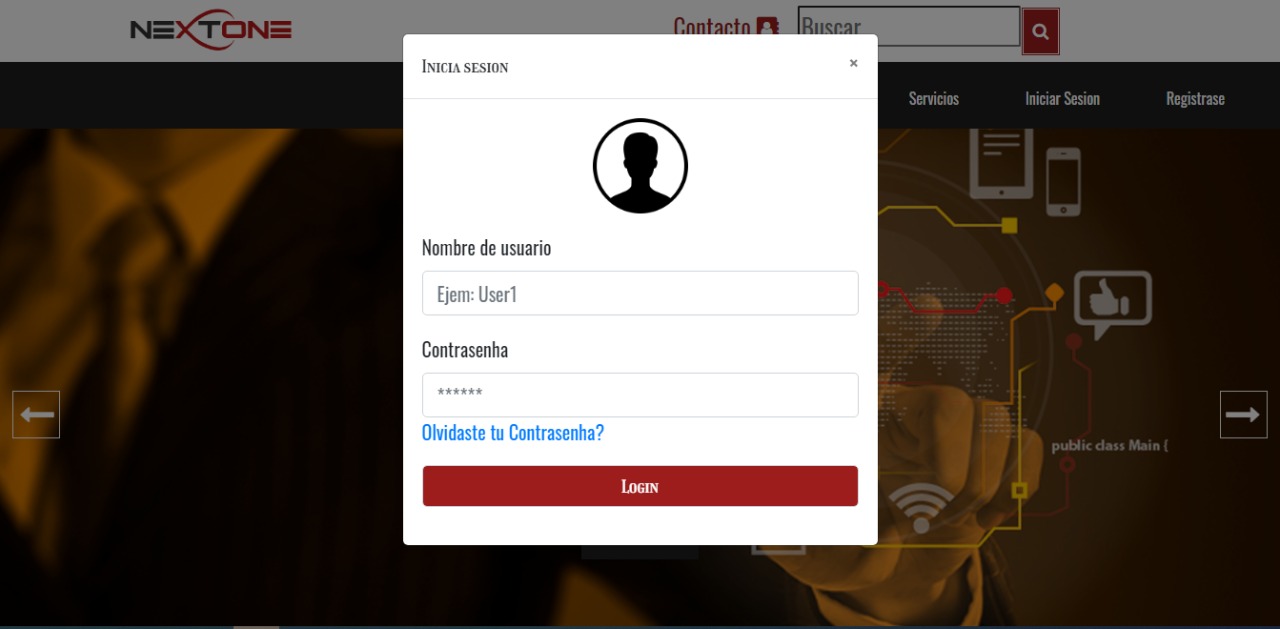 NEXTONE
Contacto
Buscar
Servicios
Iniciar Sesion
Registrase
Inicia sesion
×
Nombre de usuario
Ejem: User1
Contrasenha
******
Olvidaste tu Contrasenha?
Login
public class Main {